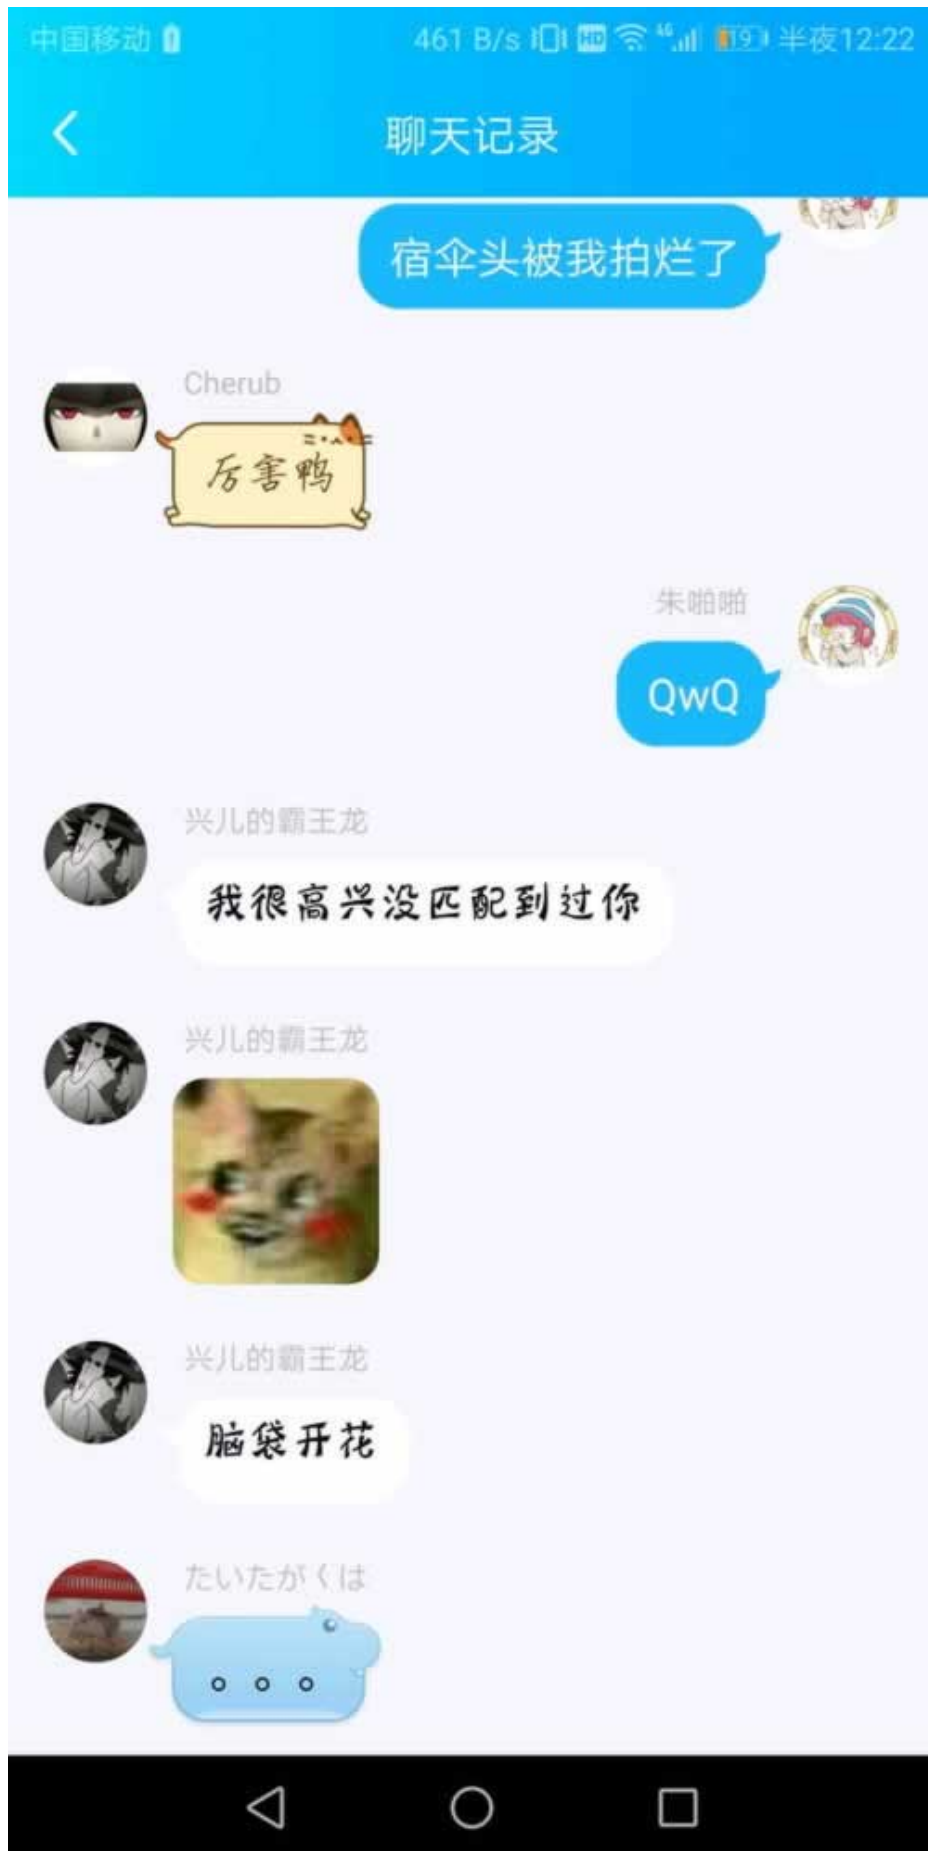 中国移动
461 B/s HD 46 19 半夜12:22
聊天记录
宿伞头被我拍烂了
Cherub
厉害鸭
朱啪啪
QwQ
兴儿的霸王龙
我很高兴没匹配到过你
兴儿的霸王龙
兴儿的霸王龙
脑袋开花
たいたがくは
。。。